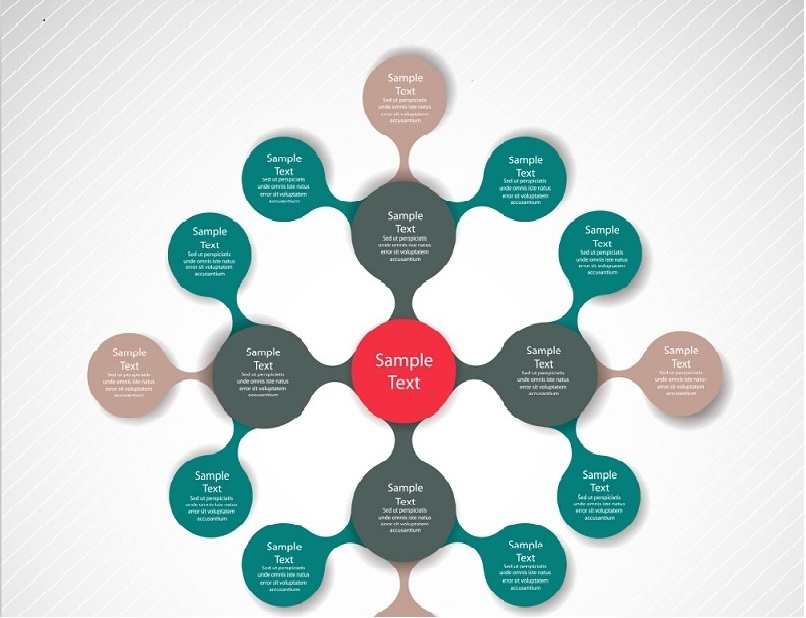 Sample
Text
Sed ut perspiciatis
unde omnis iste natus
error sit voluptatem
accusantium
Sample
Text
Sed ut perspiciatis
unde omnis iste natus
error sit voluptatem
accusantium
Sample
Text
Sed ut perspiciatis
unde omnis iste natus
error sit voluptatem
accusantium
Sample
Text
Sed ut perspiciatis
unde omnis iste natus
error sit voluptatem
accusantium
Sample
Text
Sed ut perspiciatis
unde omnis iste natus
error sit voluptatem
accusantium
Sample
Text
Sed ut perspiciatis
unde omnis iste natus
error sit voluptatem
accusantium
Sample
Text
Sed ut perspiciatis
unde omnis iste natus
error sit voluptatem
accusantium
Sample
Text
Sed ut perspiciatis
unde omnis iste natus
error sit voluptatem
accusantium
Sample
Text
Sample
Text
Sed ut perspiciatis
unde omnis iste natus
error sit voluptatem
accusantium
Sample
Text
Sed ut perspiciatis
unde omnis iste natus
error sit voluptatem
accusantium
Sample
Text
Sed ut perspiciatis
unde omnis iste natus
error sit voluptatem
accusantium
Sample
Text
Sed ut perspiciatis
unde omnis iste natus
error sit voluptatem
accusantium
Sample
Text
Sed ut perspiciatis
unde omnis iste natus
error sit voluptatem
accusantium
Sample
Text
Sed ut perspiciatis
unde omnis iste natus
error sit voluptatem
accusantium
Sample
Text
Sed ut perspiciatis
unde omnis iste natus
error sit voluptatem
accusantium